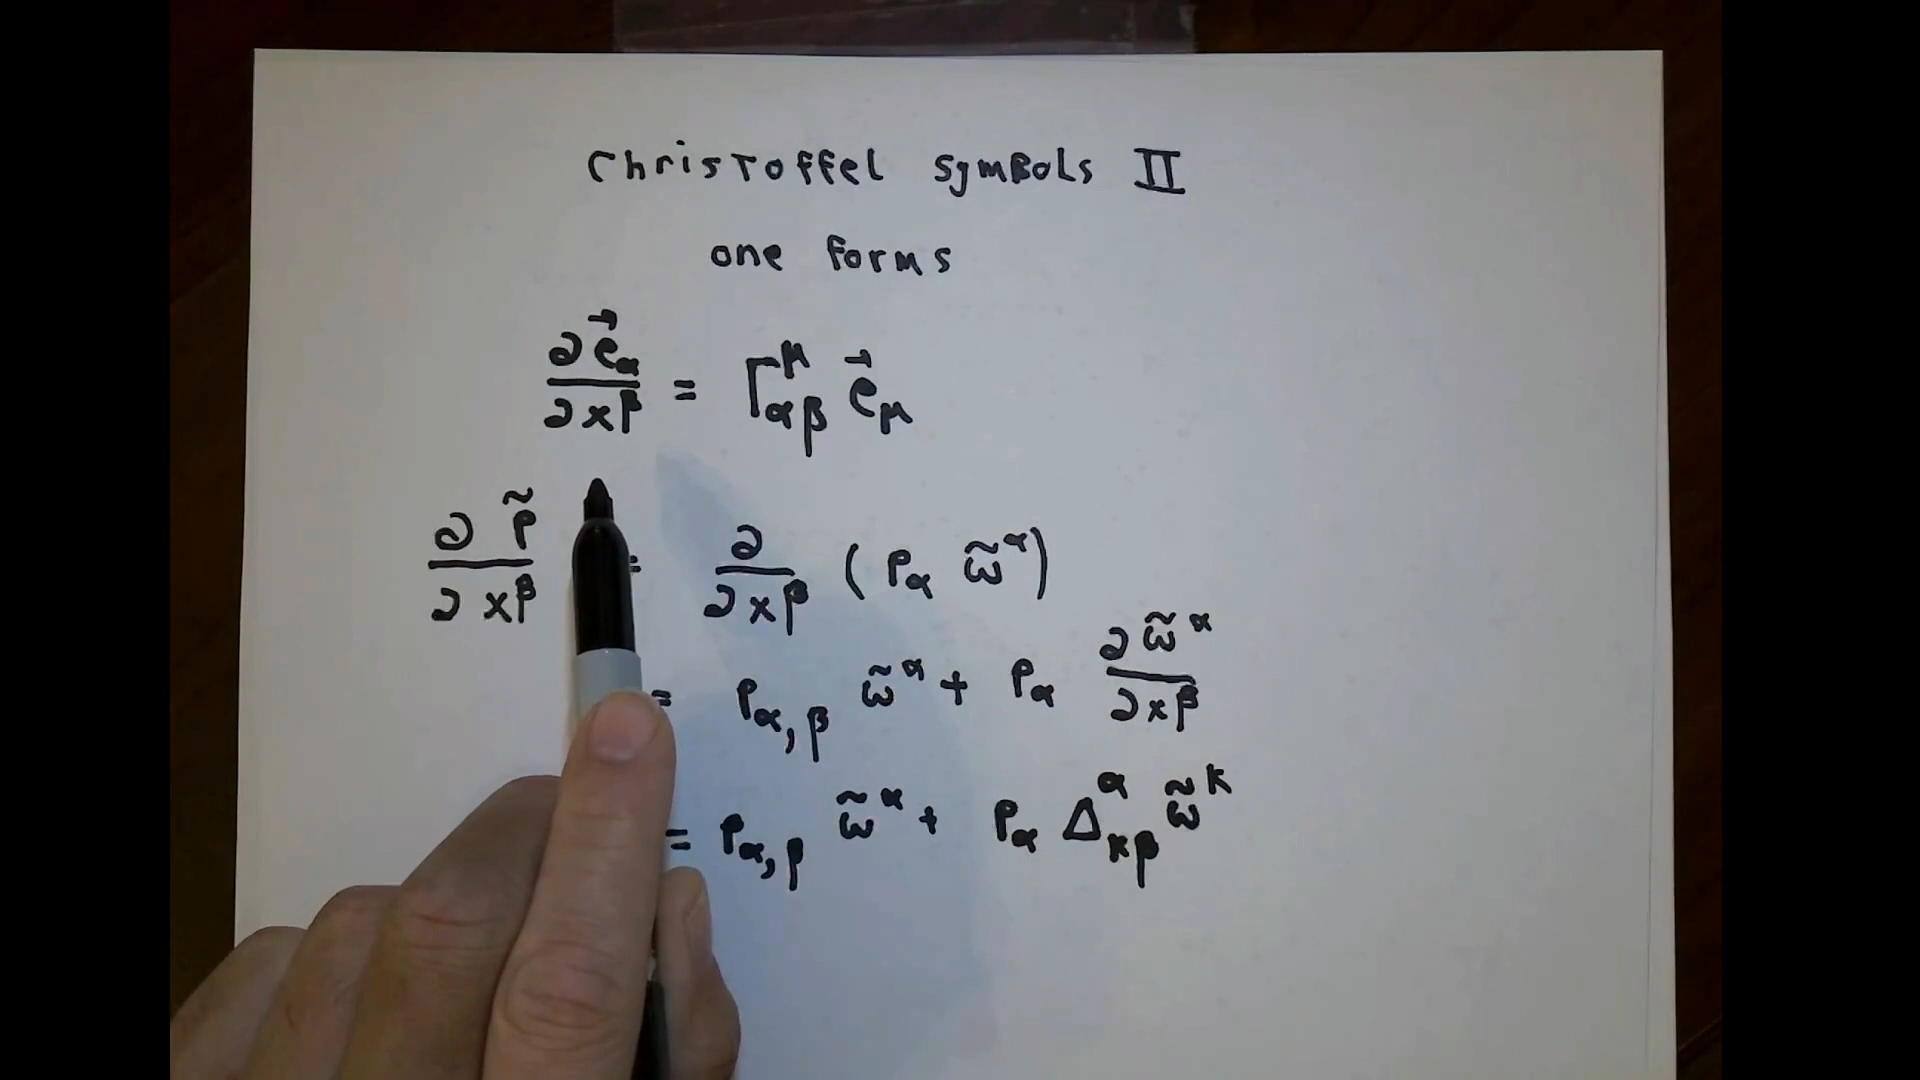 Christoffel symbols II
one forms
∂e⃗_α/∂x^β = Γ^μ_αβ e⃗_μ
∂p̃/∂x^β = ∂/∂x^β (P_α ω̃^α)
= P_α,β ω̃^α + P_α ∂ω̃^α/∂x^β
= P_α,β ω̃^α + P_α Δ^α_κβ ω̃^κ